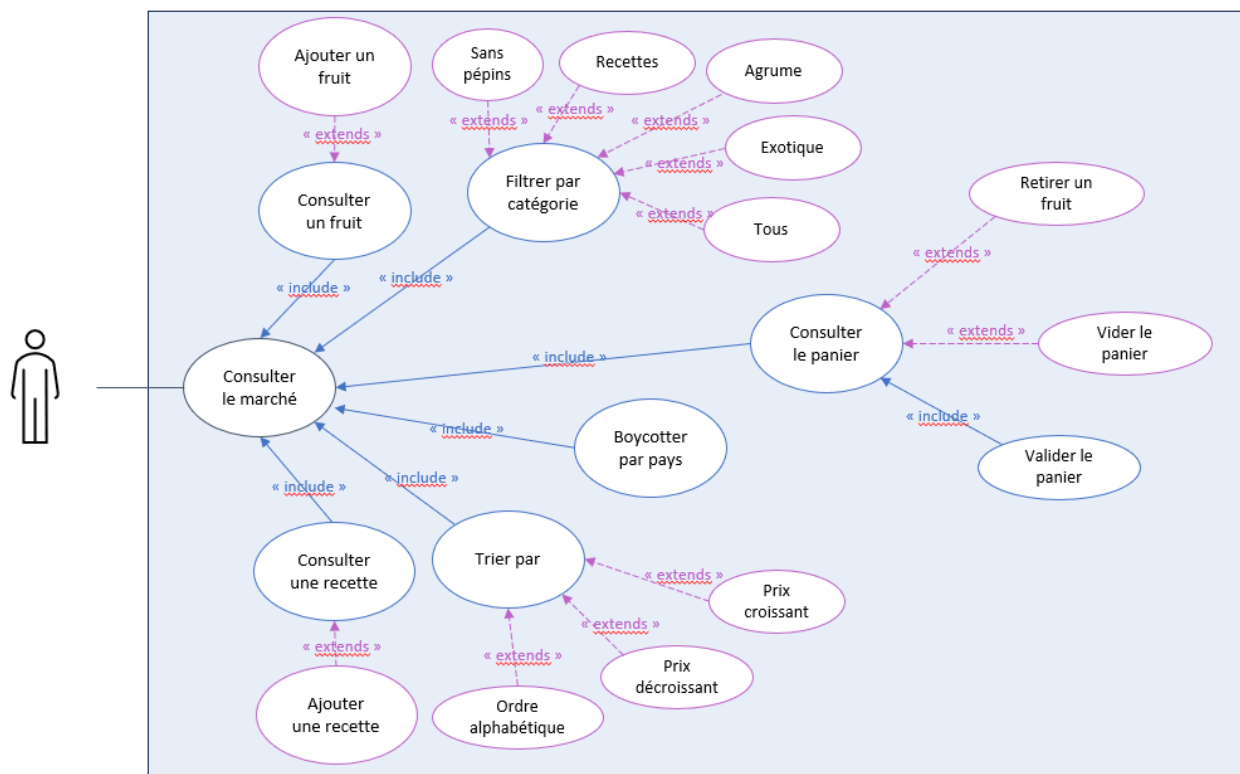 Ajouter un
fruit
« extends »
Consulter
un fruit
« include »
Sans
pépins
« extends »
Recettes
« extends »
Agrume
« extends »
Exotique
« extends »
Tous
« extends »
Filtrer par
catégorie
« include »
Retirer un
fruit
« extends »
Consulter
le panier
« extends »
Vider le
panier
« include »
Valider le
panier
« include »
Consulter
le marché
« include »
Boycotter
par pays
« include »
Consulter
une recette
« extends »
Ajouter
une recette
« include »
Trier par
« extends »
Prix
croissant
« extends »
Prix
décroissant
« extends »
Ordre
alphabétique